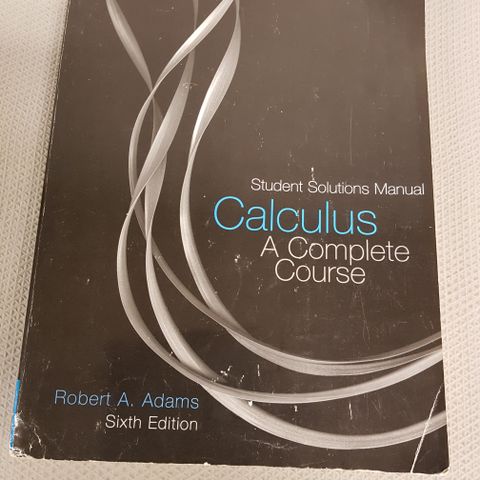 Student Solutions Manual
Calculus
A Complete
Course
Robert A. Adams
Sixth Edition